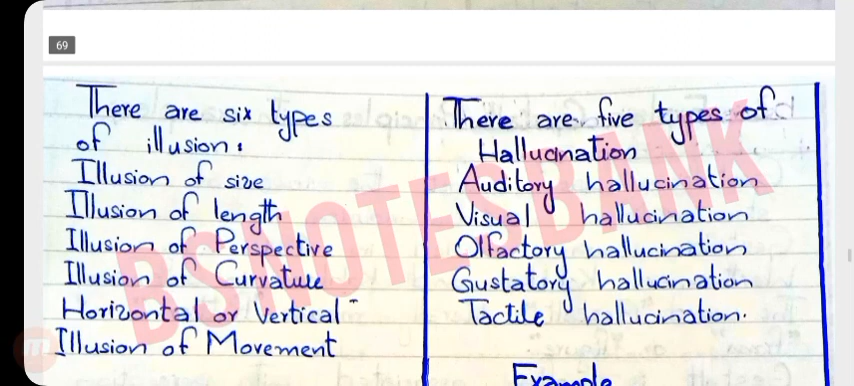 69
There are six types
of illusion:
Illusion of size
Illusion of length
Illusion of Perspective
Illusion of Curvature
Horizontal or Vertical -
Illusion of Movement
There are five types of
Hallucination
Auditory hallucination
Visual hallucination
Olfactory hallucination
Gustatory hallucination
Tactile hallucination.
Example
BSNOTESBANK